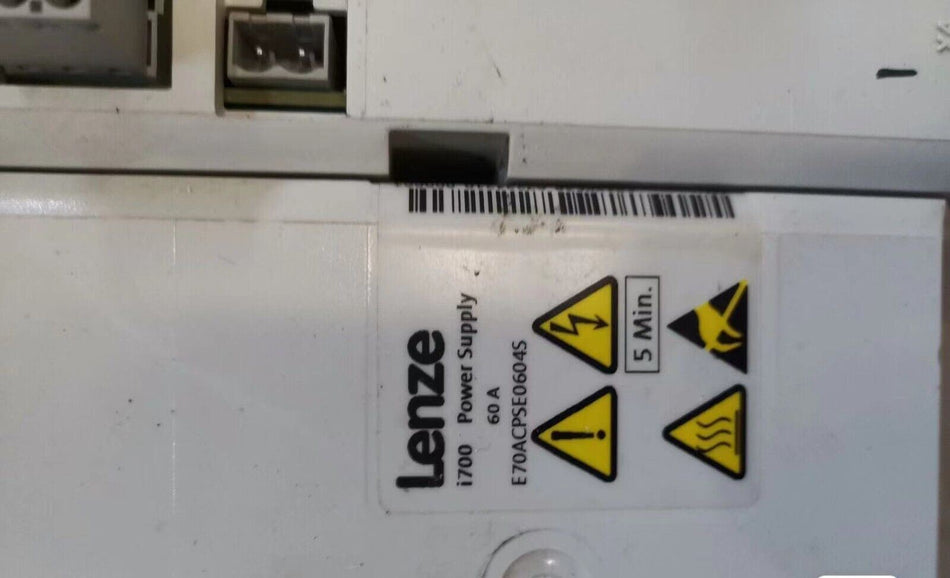 Lenze
i700 Power Supply
60 A
E70ACPSE0604S
5 Min.